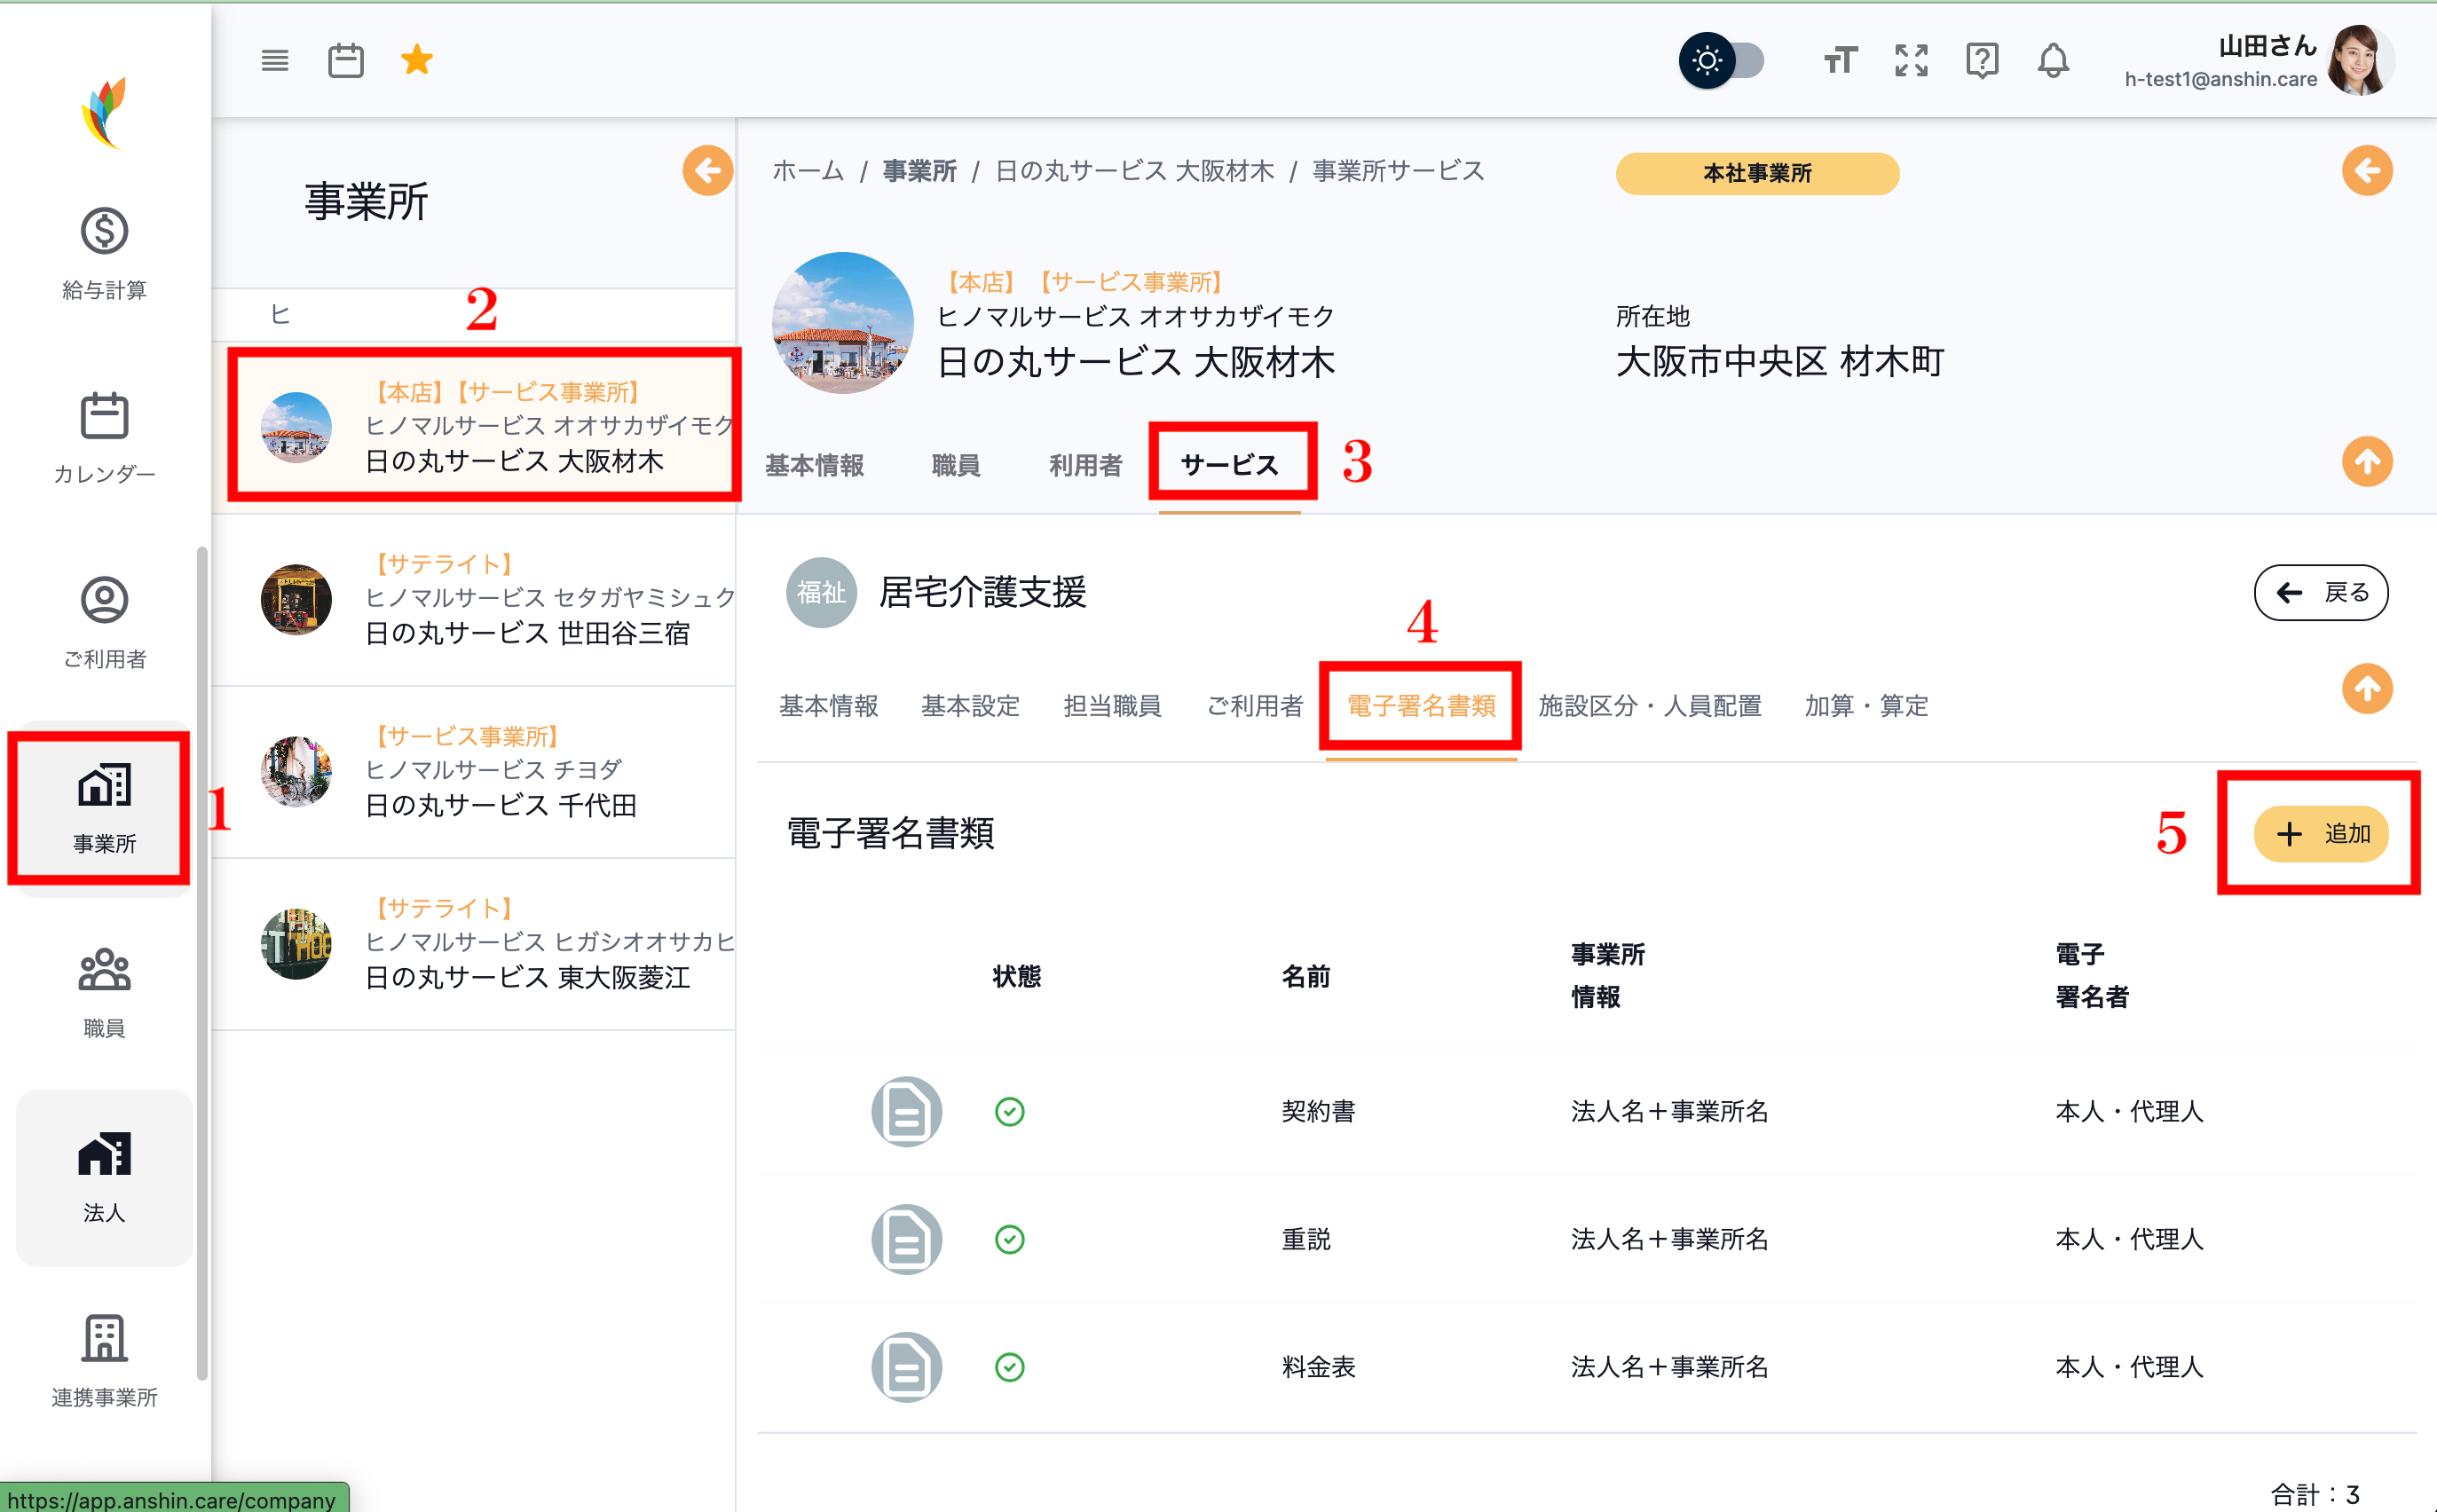 山田さん
h-test1@anshin.care
給与計算
カレンダー
ご利用者
事業所
1
職員
法人
連携事業所
https://app.anshin.care/company
事業所
ヒ
2
【本店】【サービス事業所】
ヒノマルサービス オオサカザイモク
日の丸サービス 大阪材木
【サテライト】
ヒノマルサービス セタガヤミシュク
日の丸サービス 世田谷三宿
【サービス事業所】
ヒノマルサービス チヨダ
日の丸サービス 千代田
【サテライト】
ヒノマルサービス ヒガシオオサカヒ
日の丸サービス 東大阪菱江
ホーム / 事業所 / 日の丸サービス 大阪材木 / 事業所サービス
本社事業所
【本店】【サービス事業所】
ヒノマルサービス オオサカザイモク
日の丸サービス 大阪材木
所在地
大阪市中央区 材木町
基本情報 職員 利用者 サービス 3
福祉 居宅介護支援
戻る
4
基本情報 基本設定 担当職員 ご利用者 電子署名書類 施設区分・人員配置 加算・算定
電子署名書類
5
追加
状態 名前 事業所情報 電子署名者
契約書 法人名＋事業所名 本人・代理人
重説 法人名＋事業所名 本人・代理人
料金表 法人名＋事業所名 本人・代理人
合計：3